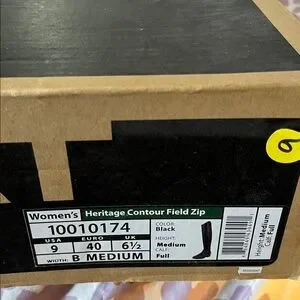 9
AT
Women's Heritage Contour Field Zip
10010174
USA EURO UK
9 40 6½
WIDTH: B MEDIUM
COLOR:
Black
HEIGHT:
Medium
CALF:
Full
Height: Medium
Calf: Full